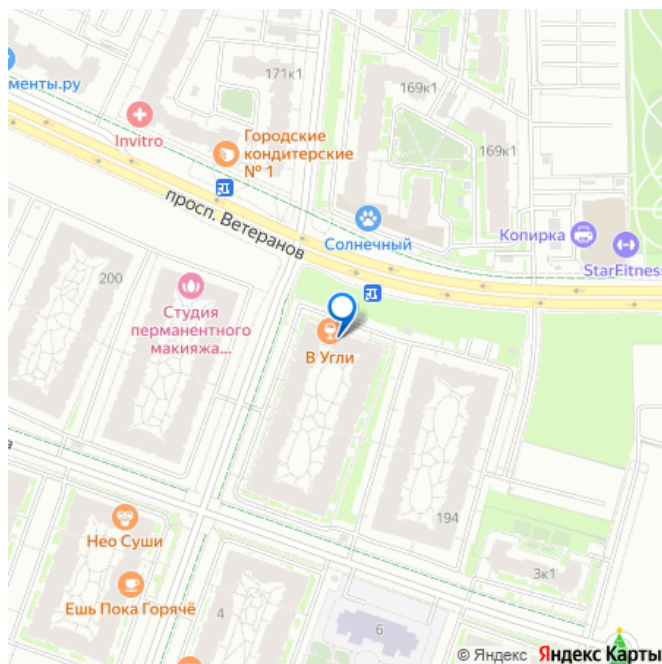 менты.ру
171к1
169к1
Invitro
Городские
кондитерские
№ 1
169к1
просп. Ветеранов
Солнечный
Копирка
StarFitness
200
Студия
перманентного
макияжа...
В Угли
194
Нео Суши
3к1
Ешь Пока Горячё
4
6
© Яндекс Яндекс Карты